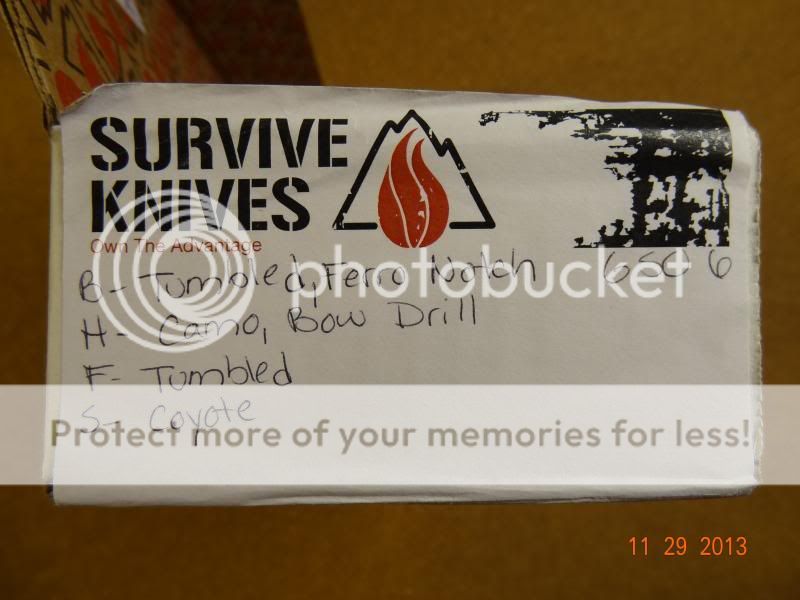 SURVIVE
KNIVES
Own The Advantage
B- Tumbled, Ferro Notch GSO 6
H- Camo, Bow Drill
F- Tumbled
S- Coyote
photobucket
Protect more of your memories for less!
11 29 2013